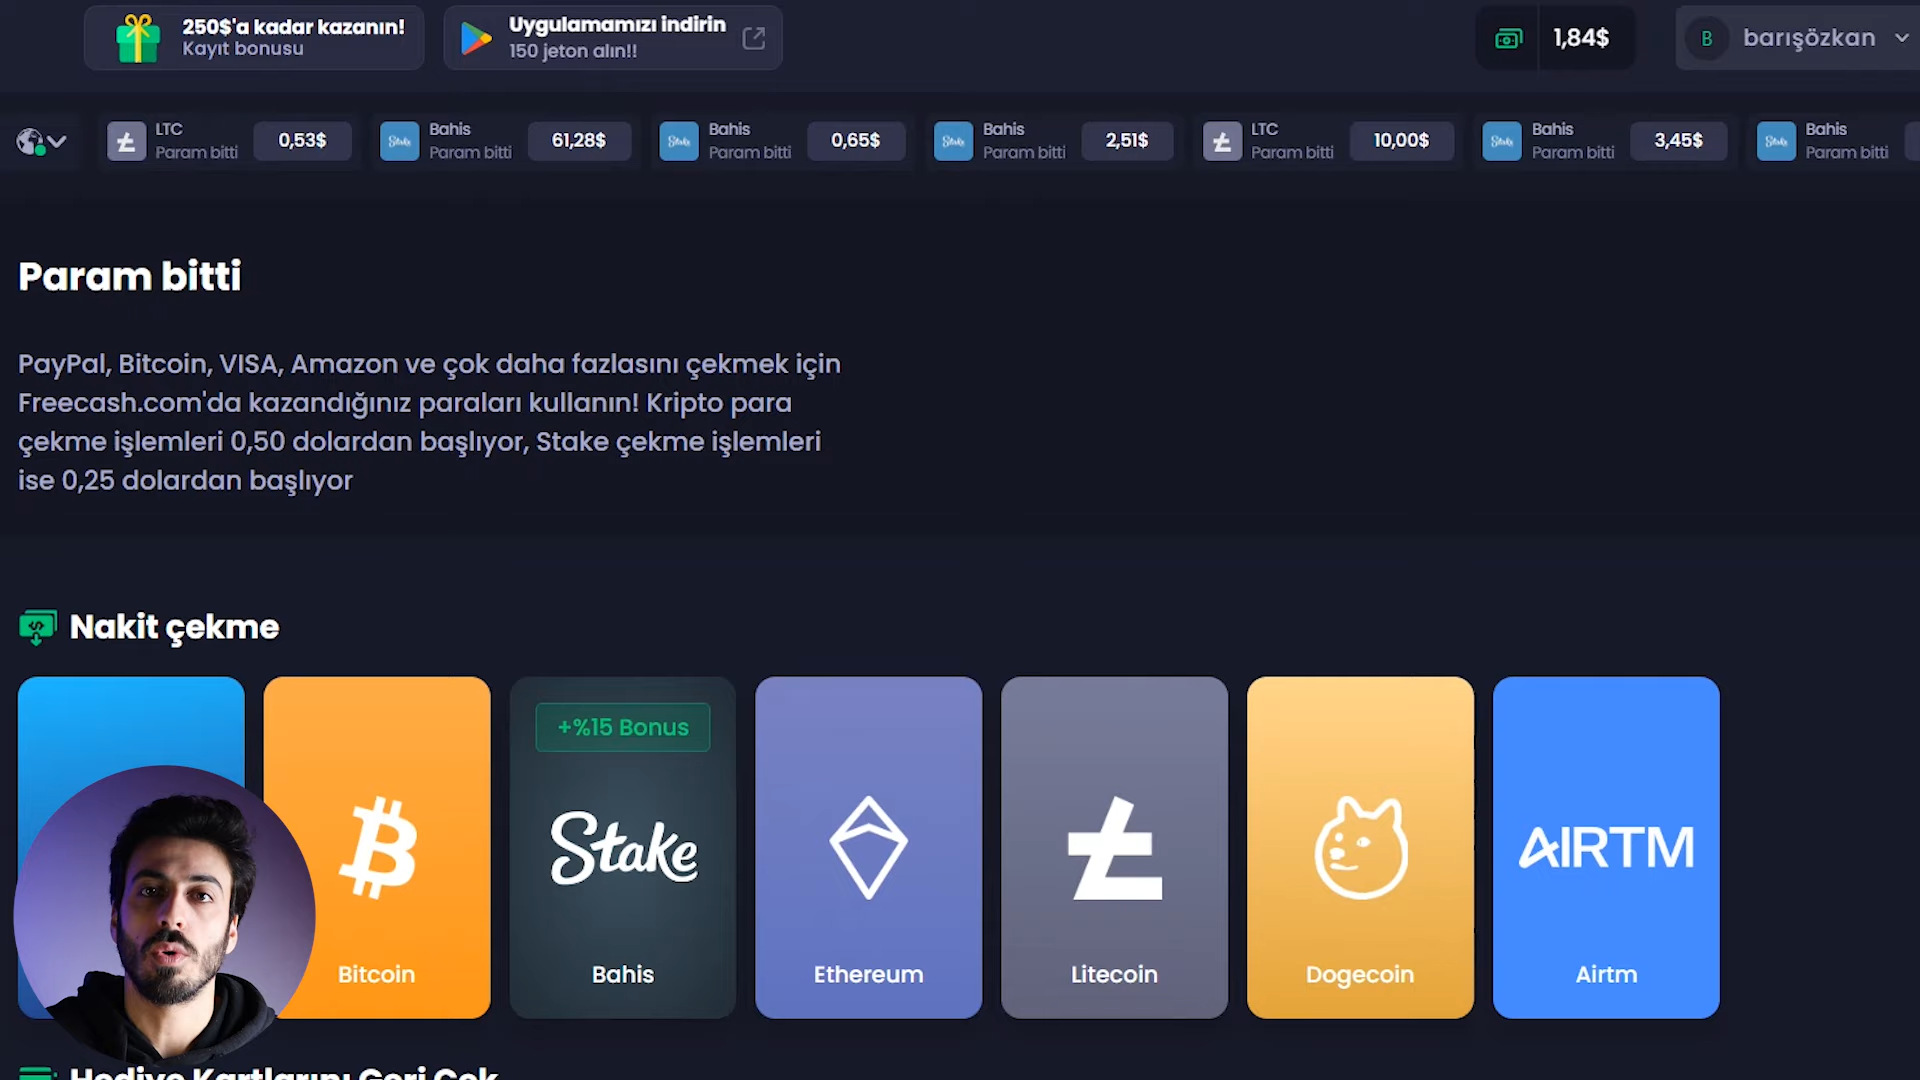 250$'a kadar kazanın!
Kayıt bonusu
Uygulamamızı indirin
150 jeton alın!!
1,84$
B
barışözkan
LTC
Param bitti
0,53$
Bahis
Param bitti
61,28$
Bahis
Param bitti
0,65$
Bahis
Param bitti
2,51$
LTC
Param bitti
10,00$
Bahis
Param bitti
3,45$
Bahis
Param bitti
Param bitti
PayPal, Bitcoin, VISA, Amazon ve çok daha fazlasını çekmek için
Freecash.com'da kazandığınız paraları kullanın! Kripto para
çekme işlemleri 0,50 dolardan başlıyor, Stake çekme işlemleri
ise 0,25 dolardan başlıyor
Nakit çekme
Bitcoin
+%15 Bonus
Stake
Bahis
Ethereum
Litecoin
Dogecoin
AIRTM
Airtm
Hediye Kartlarını Geri Çek